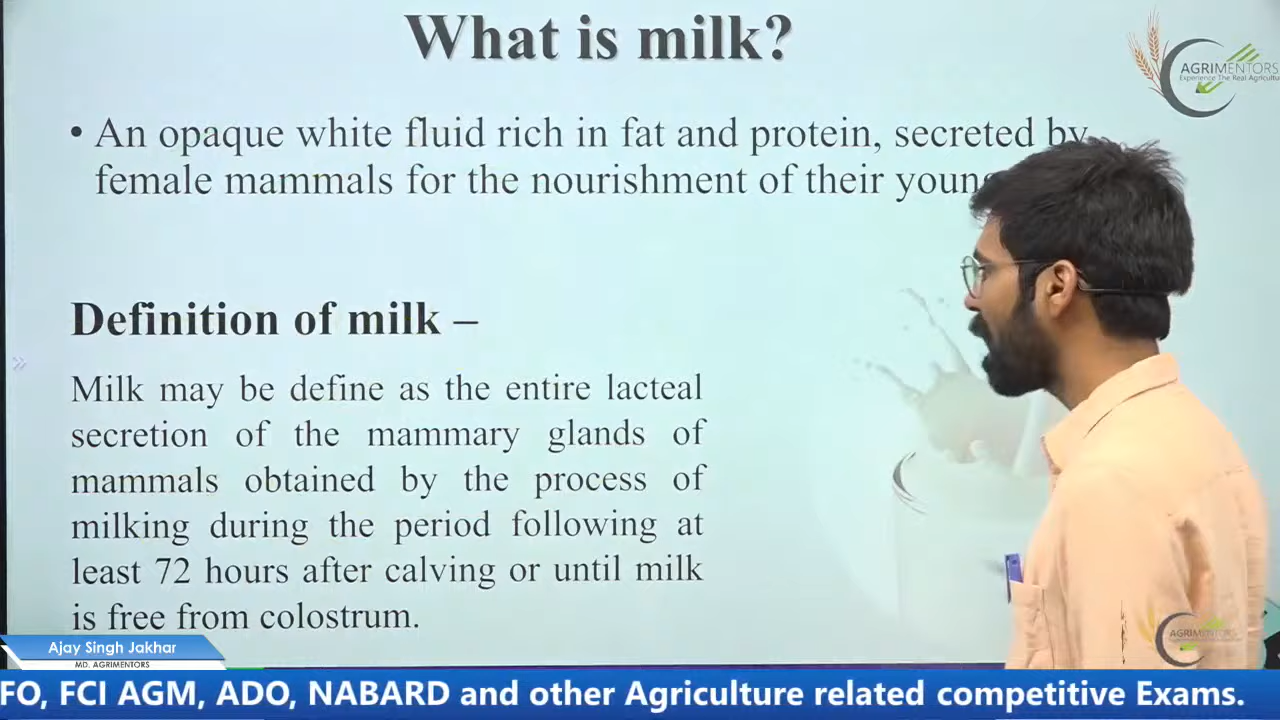 What is milk?
AGRIMENTORS
• An opaque white fluid rich in fat and protein, secreted by
female mammals for the nourishment of their young
Definition of milk –
Milk may be define as the entire lacteal
secretion of the mammary glands of
mammals obtained by the process of
milking during the period following at
least 72 hours after calving or until milk
is free from colostrum.
AGRIMENTORS
Ajay Singh Jakhar
MD. AGRIMENTORS
FO, FCI AGM, ADO, NABARD and other Agriculture related competitive Exams.